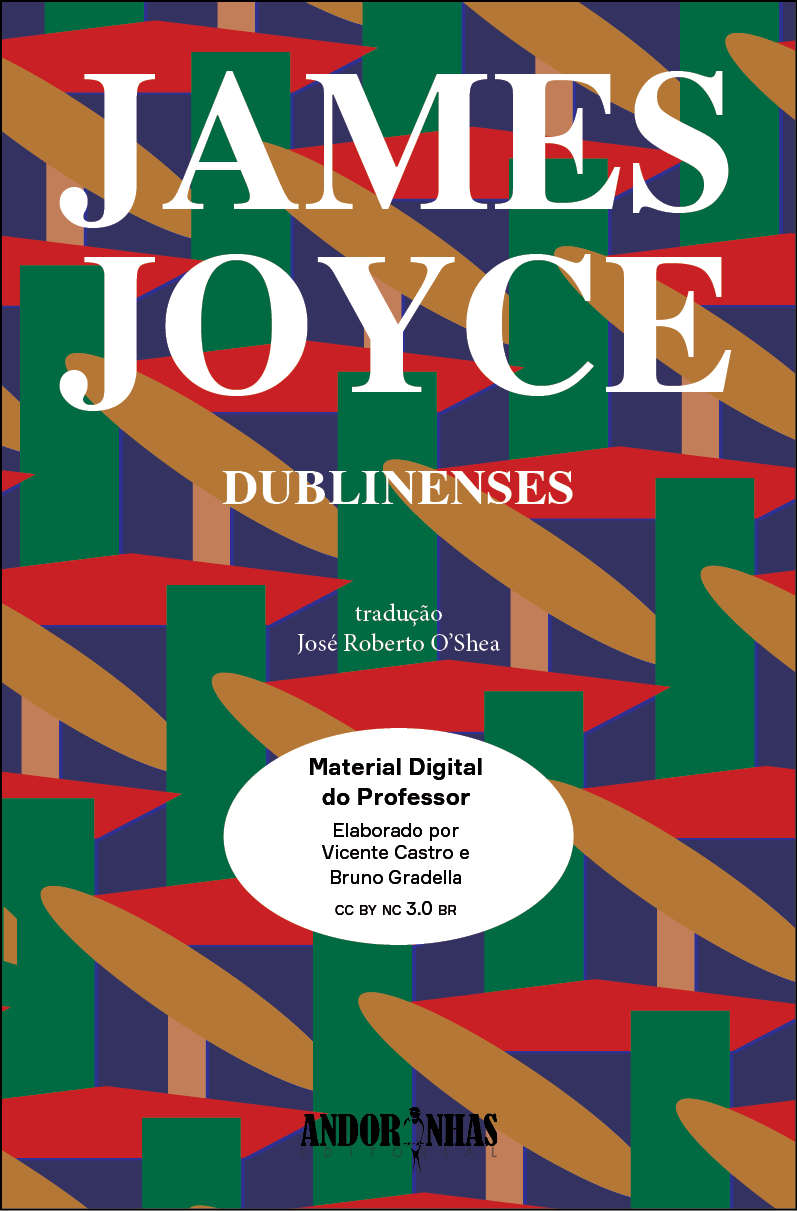 JAMES
JOYCE
DUBLINENSES
tradução
José Roberto O’Shea
Material Digital
do Professor
Elaborado por
Vicente Castro e
Bruno Gradella
CC BY NC 3.0 BR
ANDORINHAS
EDITORIAL